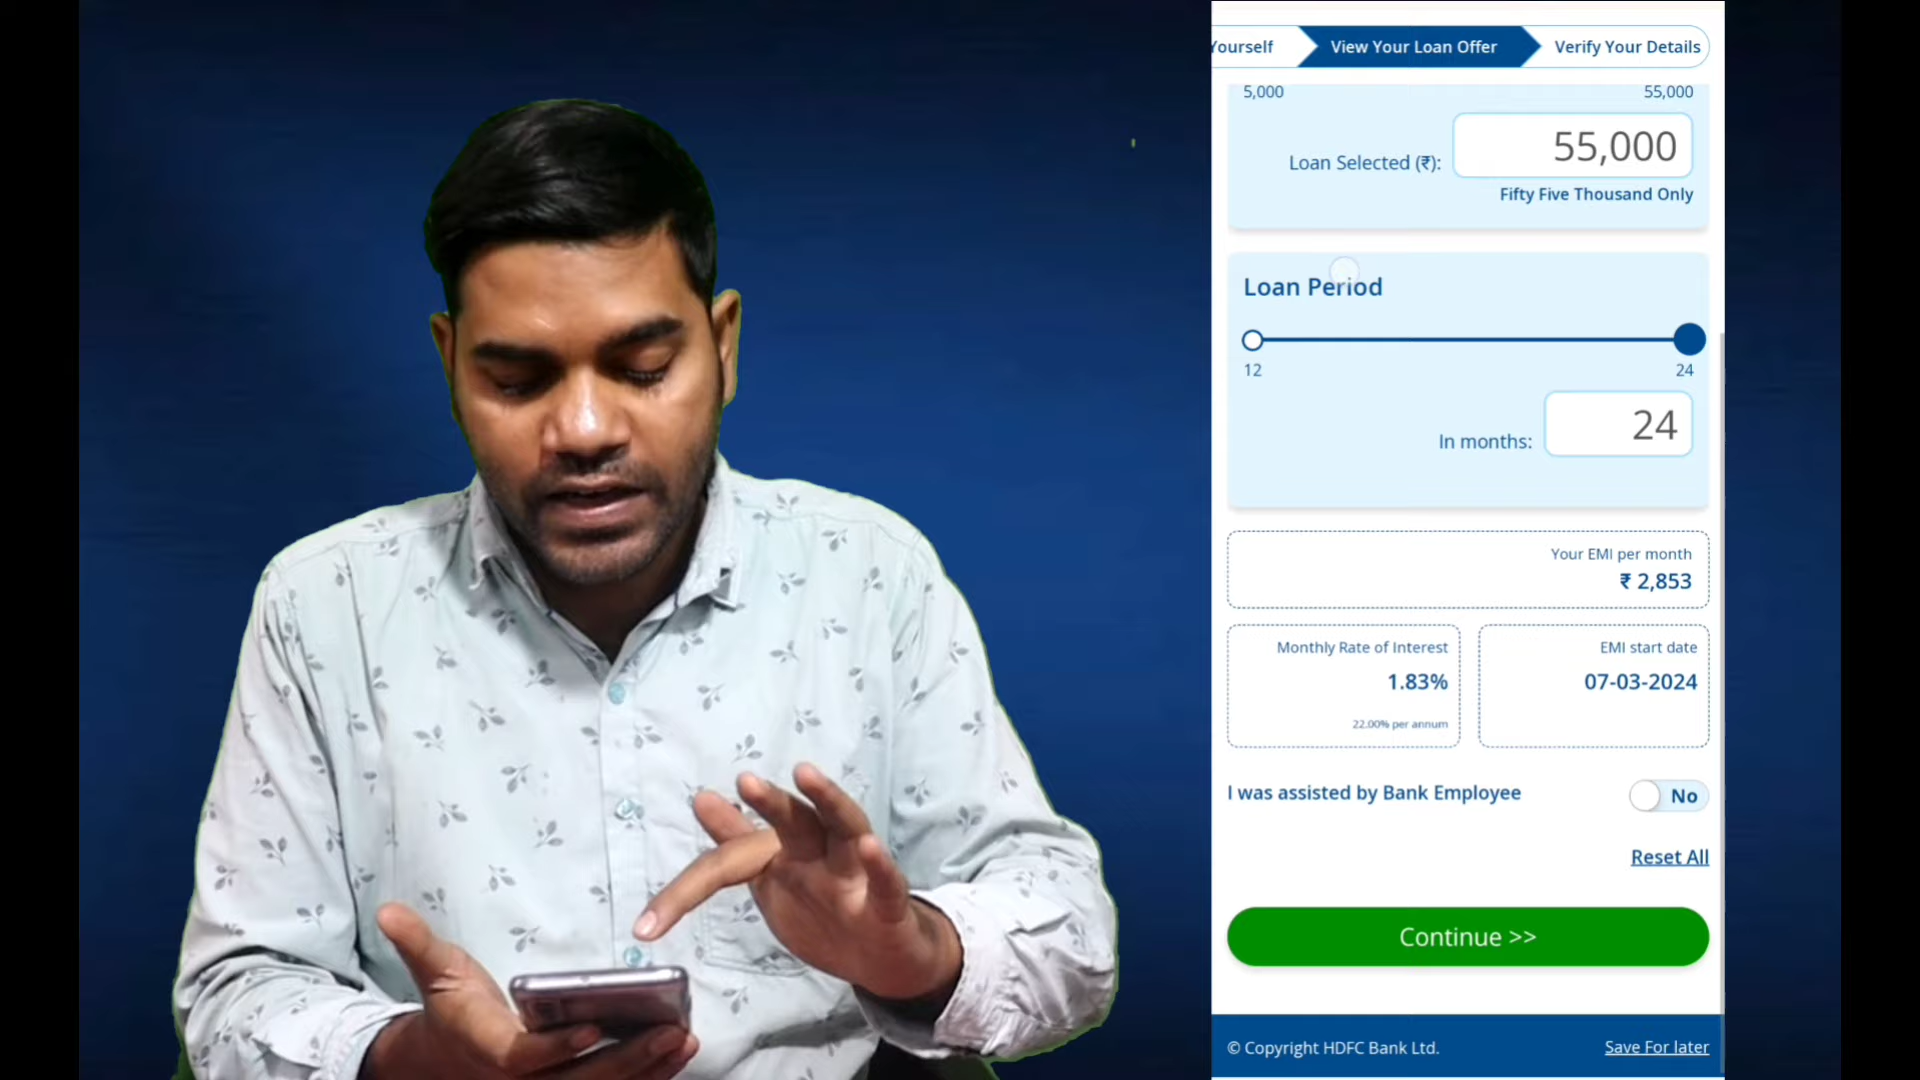 Yourself
View Your Loan Offer
Verify Your Details
5,000
55,000
Loan Selected (₹):
55,000
Fifty Five Thousand Only
Loan Period
12
24
In months:
24
Your EMI per month
₹ 2,853
Monthly Rate of Interest
1.83%
22.00% per annum
EMI start date
07-03-2024
I was assisted by Bank Employee
No
Reset All
Continue >>
© Copyright HDFC Bank Ltd.
Save For later